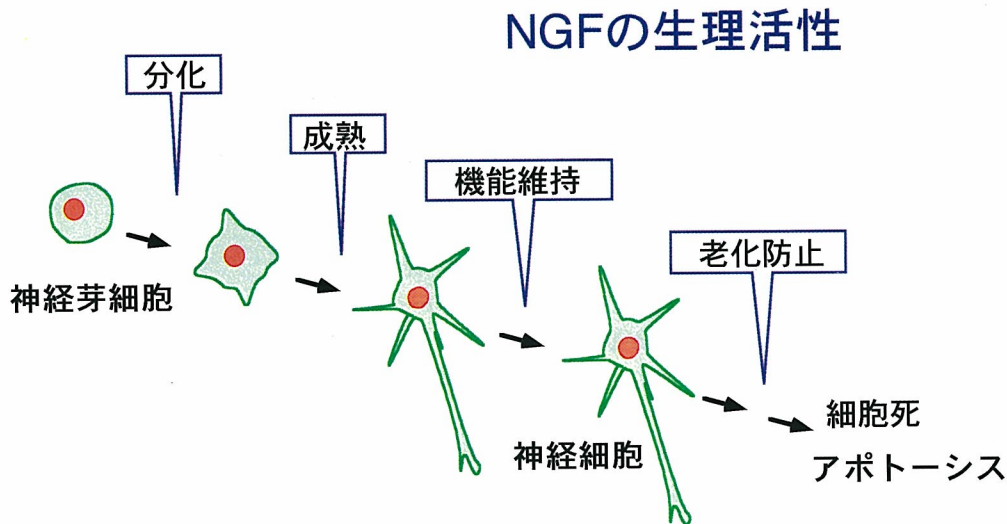 NGFの生理活性
分化
成熟
機能維持
老化防止
神経芽細胞
神経細胞
細胞死
アポトーシス